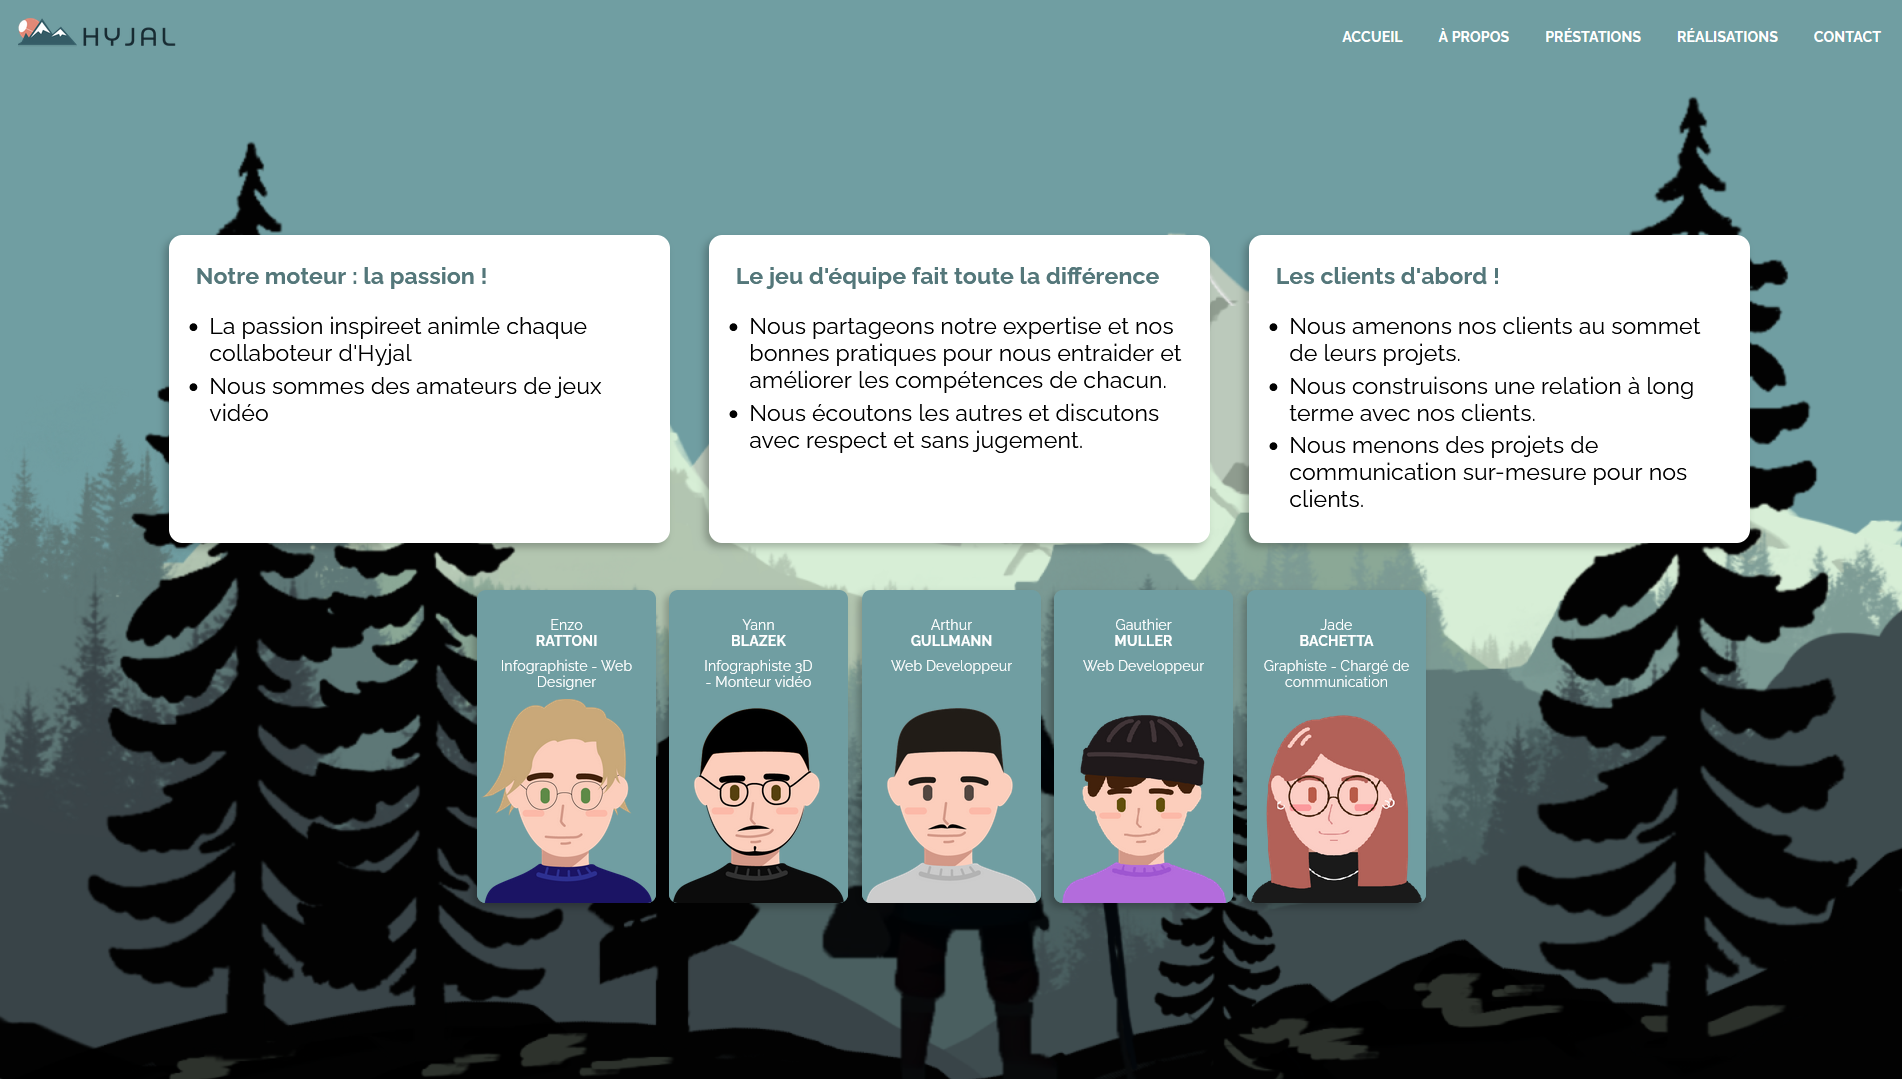 HYJAL
ACCUEIL
À PROPOS
PRÉSTATIONS
RÉALISATIONS
CONTACT
Notre moteur : la passion !
La passion inspireet animle chaque
collaboteur d'Hyjal
Nous sommes des amateurs de jeux
vidéo
Le jeu d'équipe fait toute la différence
Nous partageons notre expertise et nos
bonnes pratiques pour nous entraider et
améliorer les compétences de chacun.
Nous écoutons les autres et discutons
avec respect et sans jugement.
Les clients d'abord !
Nous amenons nos clients au sommet
de leurs projets.
Nous construisons une relation à long
terme avec nos clients.
Nous menons des projets de
communication sur-mesure pour nos
clients.
Enzo
RATTONI
Infographiste - Web
Designer
Yann
BLAZEK
Infographiste 3D
- Monteur vidéo
Arthur
GULLMANN
Web Developpeur
Gauthier
MULLER
Web Developpeur
Jade
BACHETTA
Graphiste - Chargé de
communication